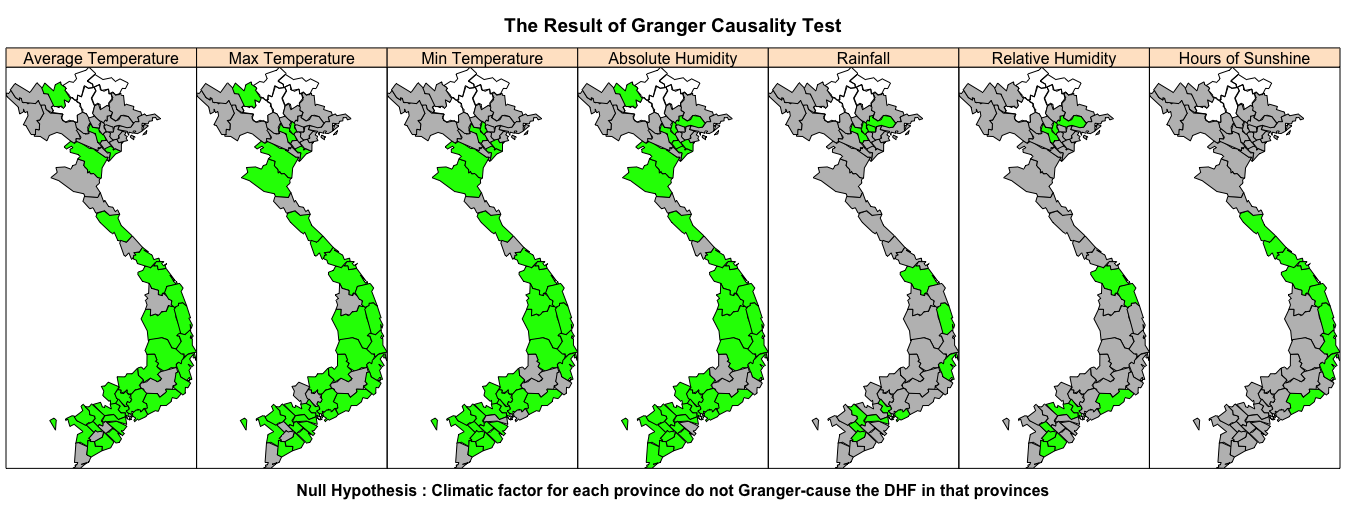 The Result of Granger Causality Test
Average Temperature
Max Temperature
Min Temperature
Absolute Humidity
Rainfall
Relative Humidity
Hours of Sunshine
Null Hypothesis : Climatic factor for each province do not Granger-cause the DHF in that provinces